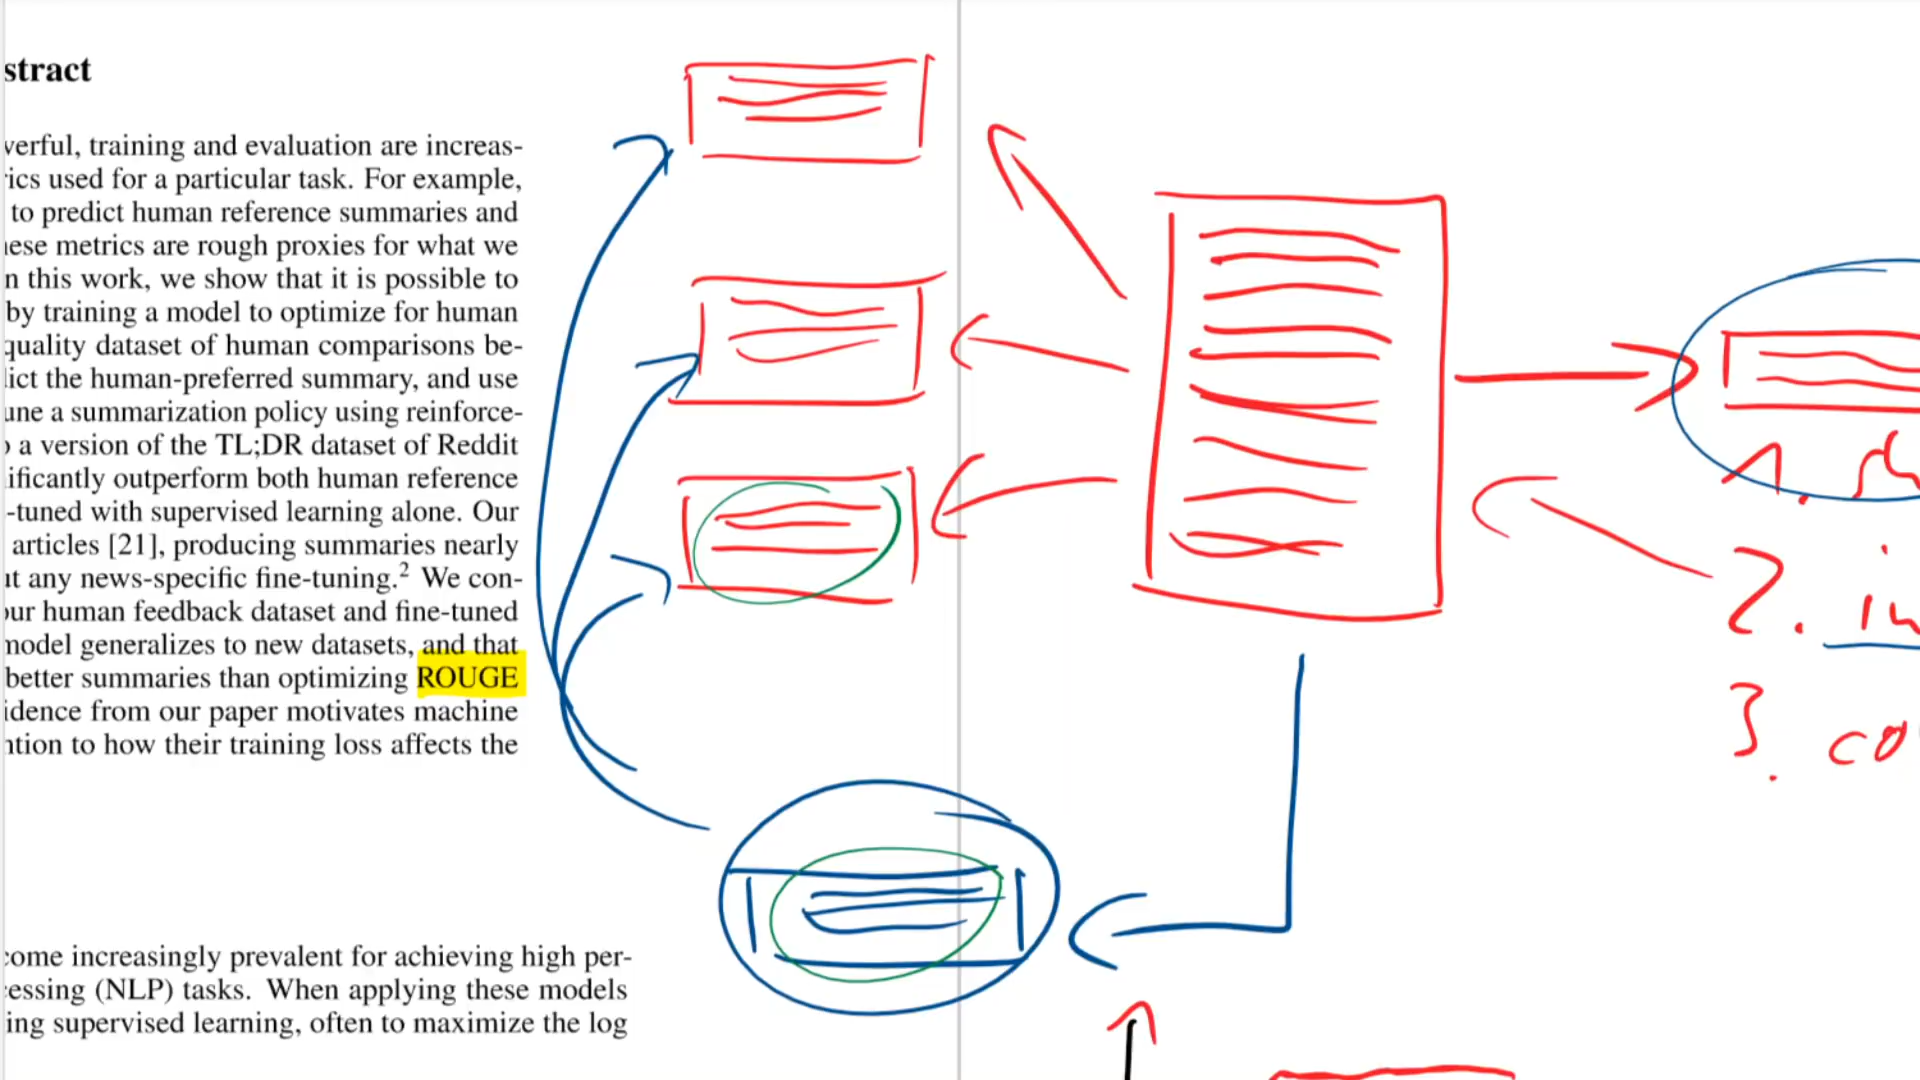 stract
verful, training and evaluation are increas-
ics used for a particular task. For example,
to predict human reference summaries and
ese metrics are rough proxies for what we
n this work, we show that it is possible to
by training a model to optimize for human
quality dataset of human comparisons be-
ict the human-preferred summary, and use
une a summarization policy using reinforce-
a version of the TL;DR dataset of Reddit
ificantly outperform both human reference
-tuned with supervised learning alone. Our
articles [21], producing summaries nearly
ut any news-specific fine-tuning.² We con-
our human feedback dataset and fine-tuned
model generalizes to new datasets, and that
better summaries than optimizing ROUGE
idence from our paper motivates machine
ntion to how their training loss affects the
come increasingly prevalent for achieving high per-
essing (NLP) tasks. When applying these models
ing supervised learning, often to maximize the log
1. sh
2. in
3. co